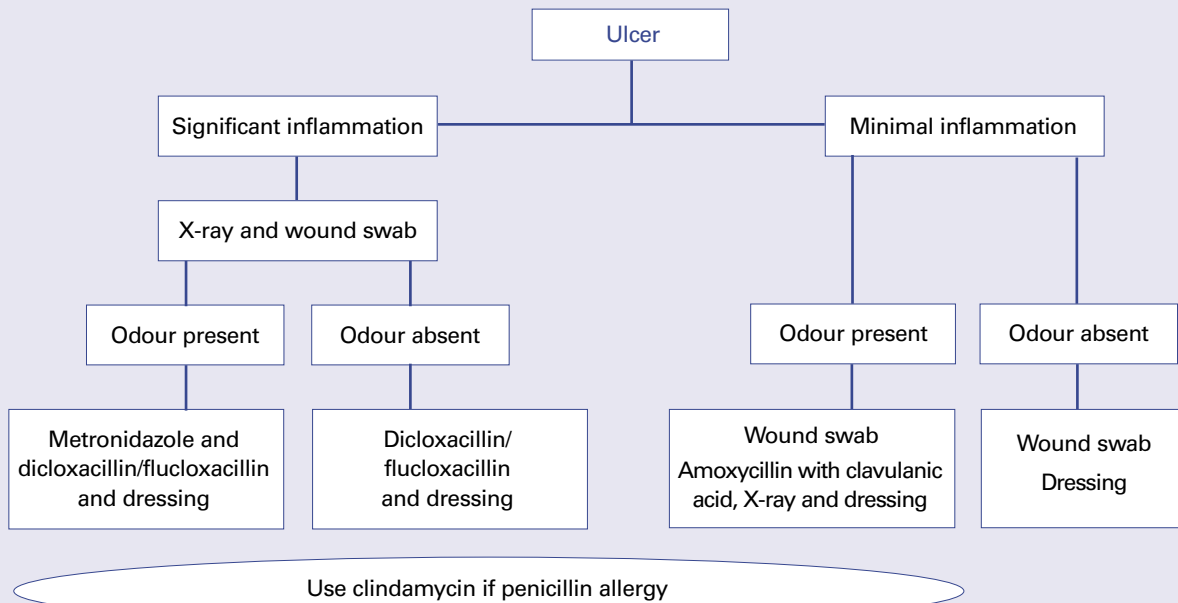 Ulcer
Significant inflammation
Minimal inflammation
X-ray and wound swab
Odour present
Odour absent
Odour present
Odour absent
Metronidazole and
dicloxacillin/flucloxacillin
and dressing
Dicloxacillin/
flucloxacillin
and dressing
Wound swab
Amoxycillin with clavulanic
acid, X-ray and dressing
Wound swab
Dressing
Use clindamycin if penicillin allergy